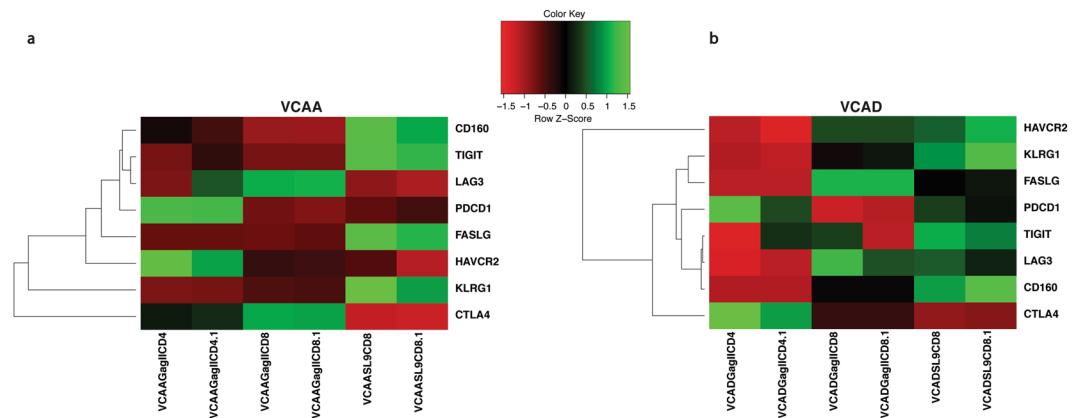 a
Color Key
−1.5 −1 −0.5 0 0.5 1 1.5
Row Z−Score
b
VCAA
CD160
TIGIT
LAG3
PDCD1
FASLG
HAVCR2
KLRG1
CTLA4
VCAAGagIICD4
VCAAGagIICD4.1
VCAAGagIICD8
VCAAGagIICD8.1
VCAASL9CD8
VCAASL9CD8.1
VCAD
HAVCR2
KLRG1
FASLG
PDCD1
TIGIT
LAG3
CD160
CTLA4
VCADGagIICD4
VCADGagIICD4.1
VCADGagIICD8
VCADGagIICD8.1
VCADSL9CD8
VCADSL9CD8.1